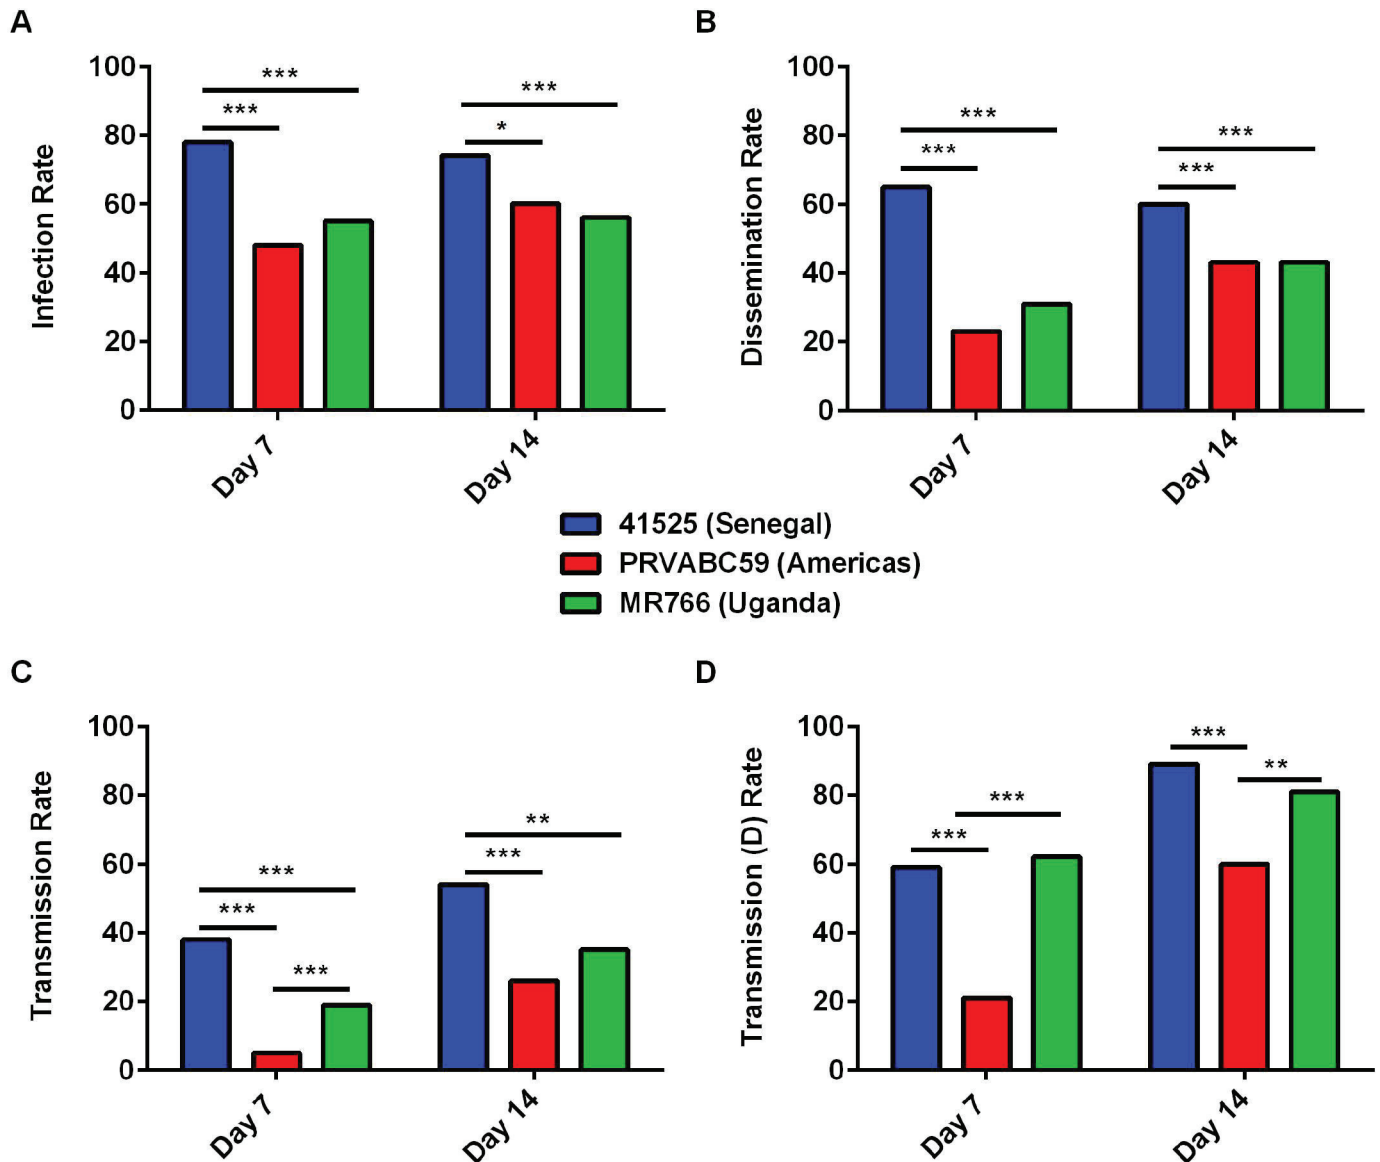 A
Infection Rate
100
80
60
40
20
0
***
***
***
*
Day 7
Day 14
B
Dissemination Rate
100
80
60
40
20
0
***
***
***
***
Day 7
Day 14
41525 (Senegal)
PRVABC59 (Americas)
MR766 (Uganda)
C
Transmission Rate
100
80
60
40
20
0
***
***
***
**
***
Day 7
Day 14
D
Transmission (D) Rate
100
80
60
40
20
0
***
***
***
**
Day 7
Day 14